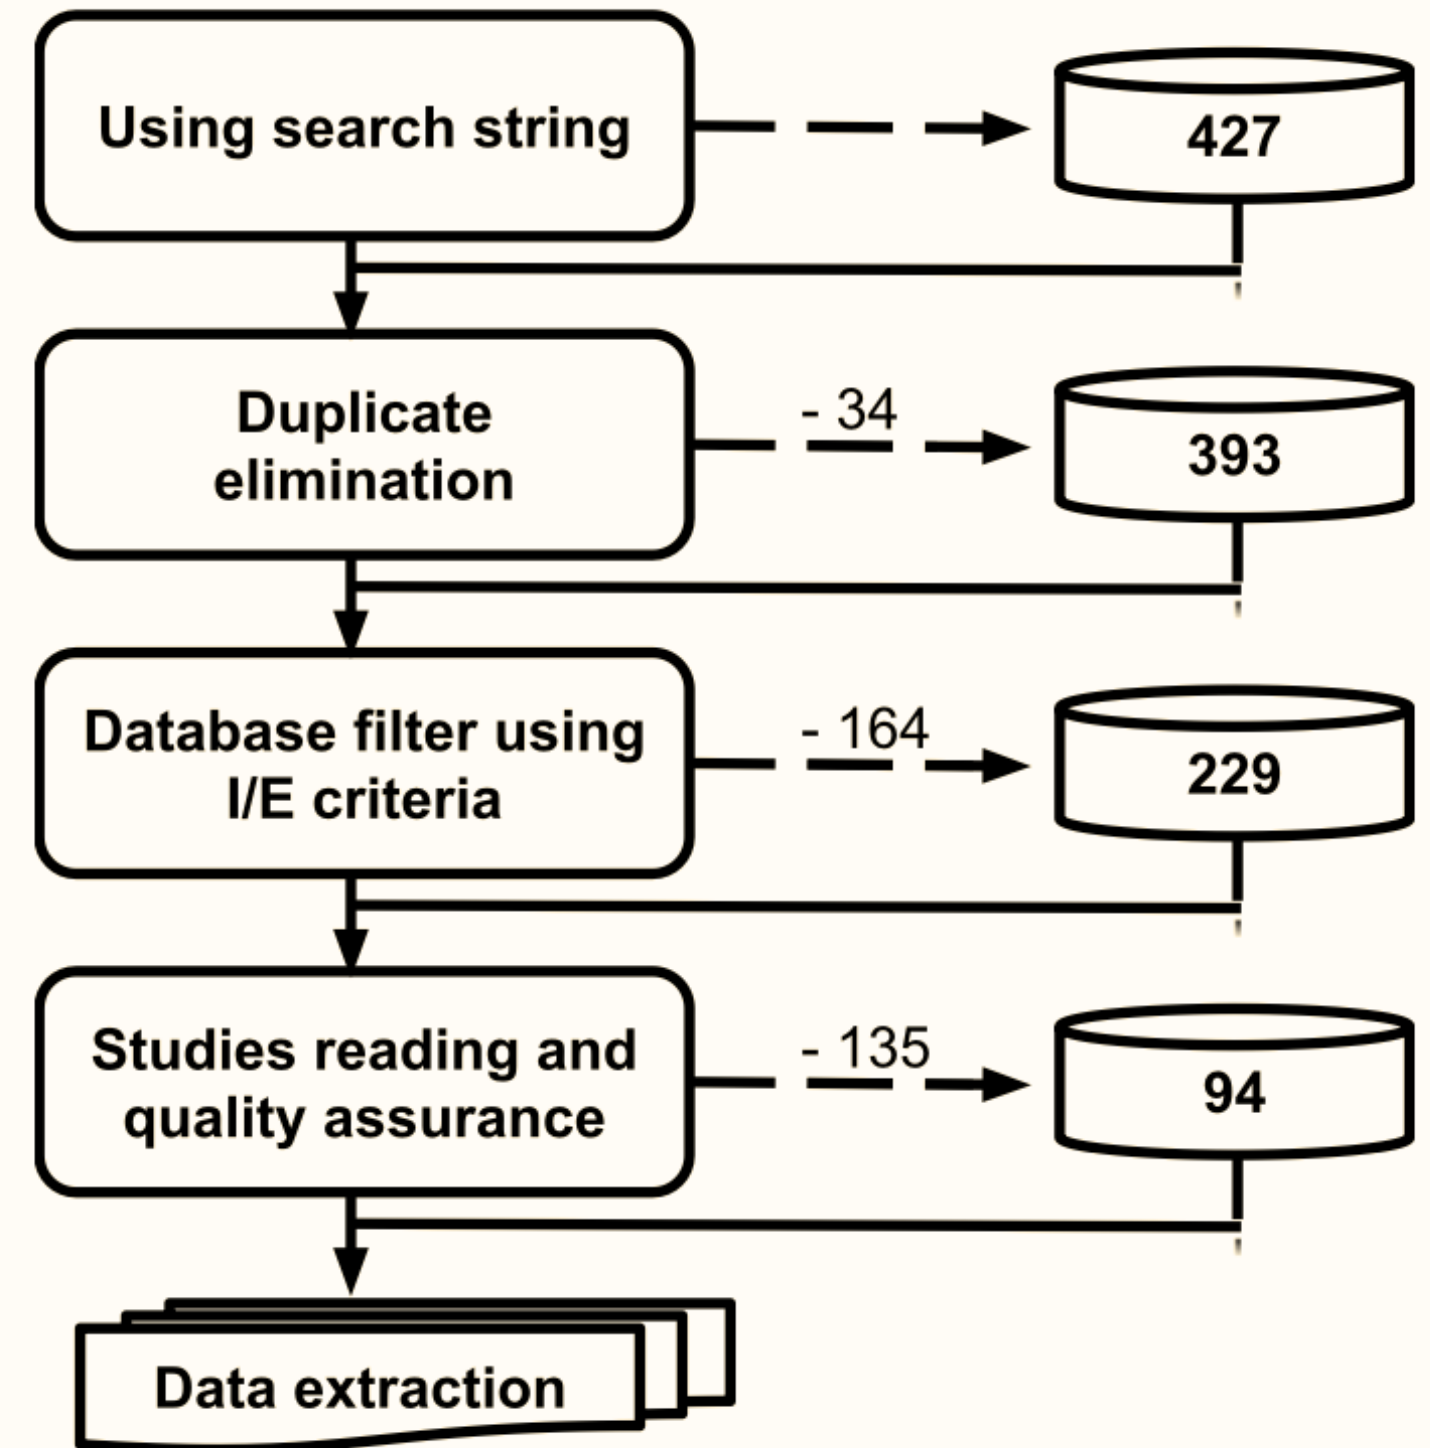 Using search string
427
Duplicate
elimination
- 34
393
Database filter using
I/E criteria
- 164
229
Studies reading and
quality assurance
- 135
94
Data extraction